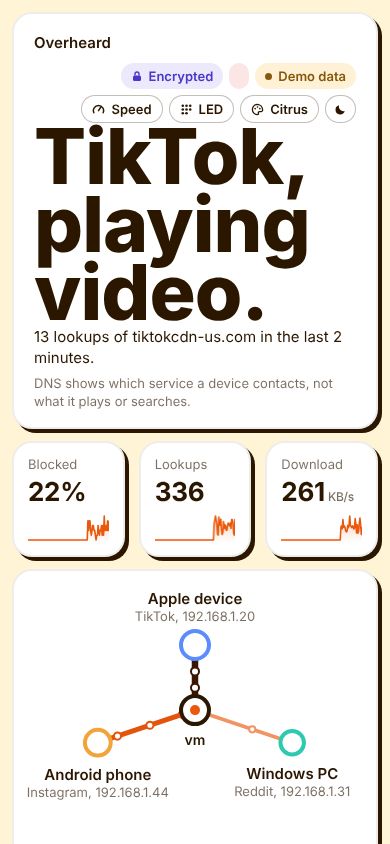 Overheard
Encrypted
Demo data
Speed
LED
Citrus
TikTok,
playing
video.
13 lookups of tiktokcdn-us.com in the last 2
minutes.
DNS shows which service a device contacts, not
what it plays or searches.
Blocked
Lookups
Download
22%
336
261 KB/s
Apple device
TikTok, 192.168.1.20
vm
Android phone
Windows PC
Instagram, 192.168.1.44
Reddit, 192.168.1.31